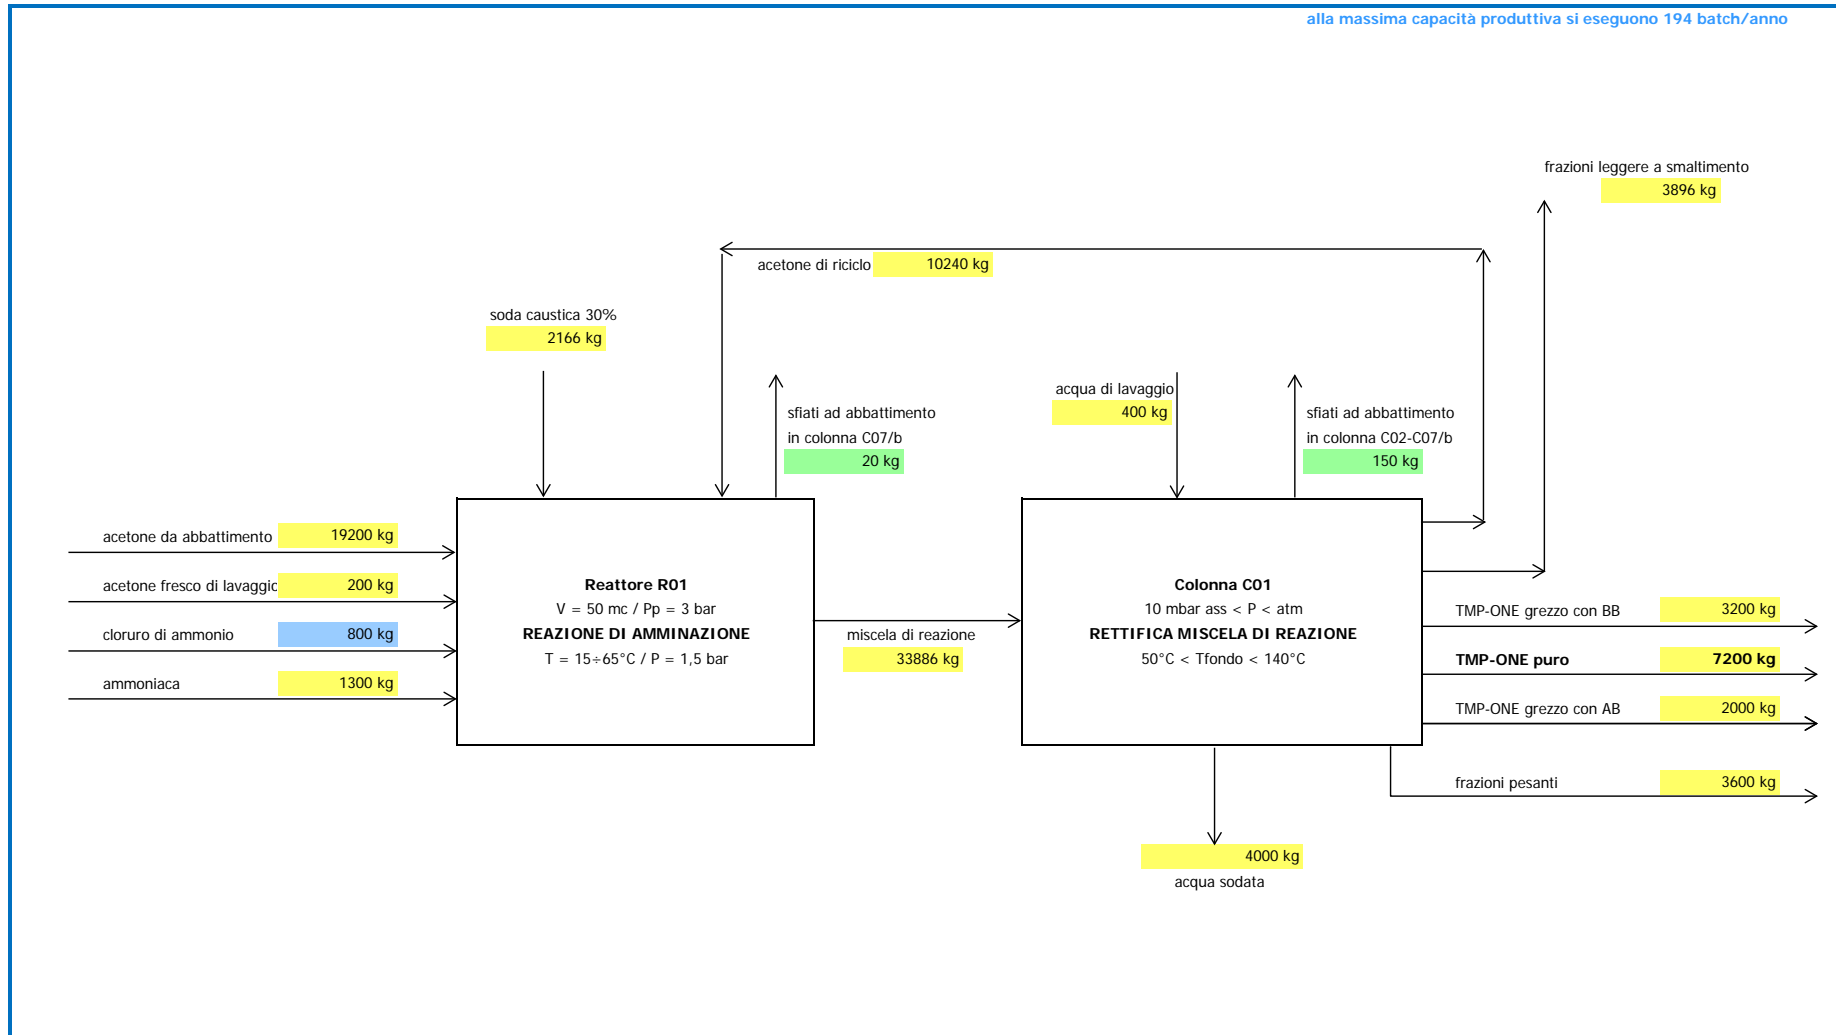 alla massima capacità produttiva si eseguono 194 batch/anno
frazioni leggere a smaltimento
3896 kg
acetone di riciclo 10240 kg
soda caustica 30%
2166 kg
sfiati ad abbattimento
in colonna C07/b
20 kg
acqua di lavaggio
400 kg
sfiati ad abbattimento
in colonna C02-C07/b
150 kg
acetone da abbattimento 19200 kg
acetone fresco di lavaggio 200 kg
cloruro di ammonio 800 kg
ammoniaca 1300 kg
Reattore R01
V = 50 mc / Pp = 3 bar
REAZIONE DI AMMINAZIONE
T = 15÷65°C / P = 1,5 bar
miscela di reazione
33886 kg
Colonna C01
10 mbar ass < P < atm
RETTIFICA MISCELA DI REAZIONE
50°C < Tfondo < 140°C
TMP-ONE grezzo con BB 3200 kg
TMP-ONE puro 7200 kg
TMP-ONE grezzo con AB 2000 kg
frazioni pesanti 3600 kg
4000 kg
acqua sodata